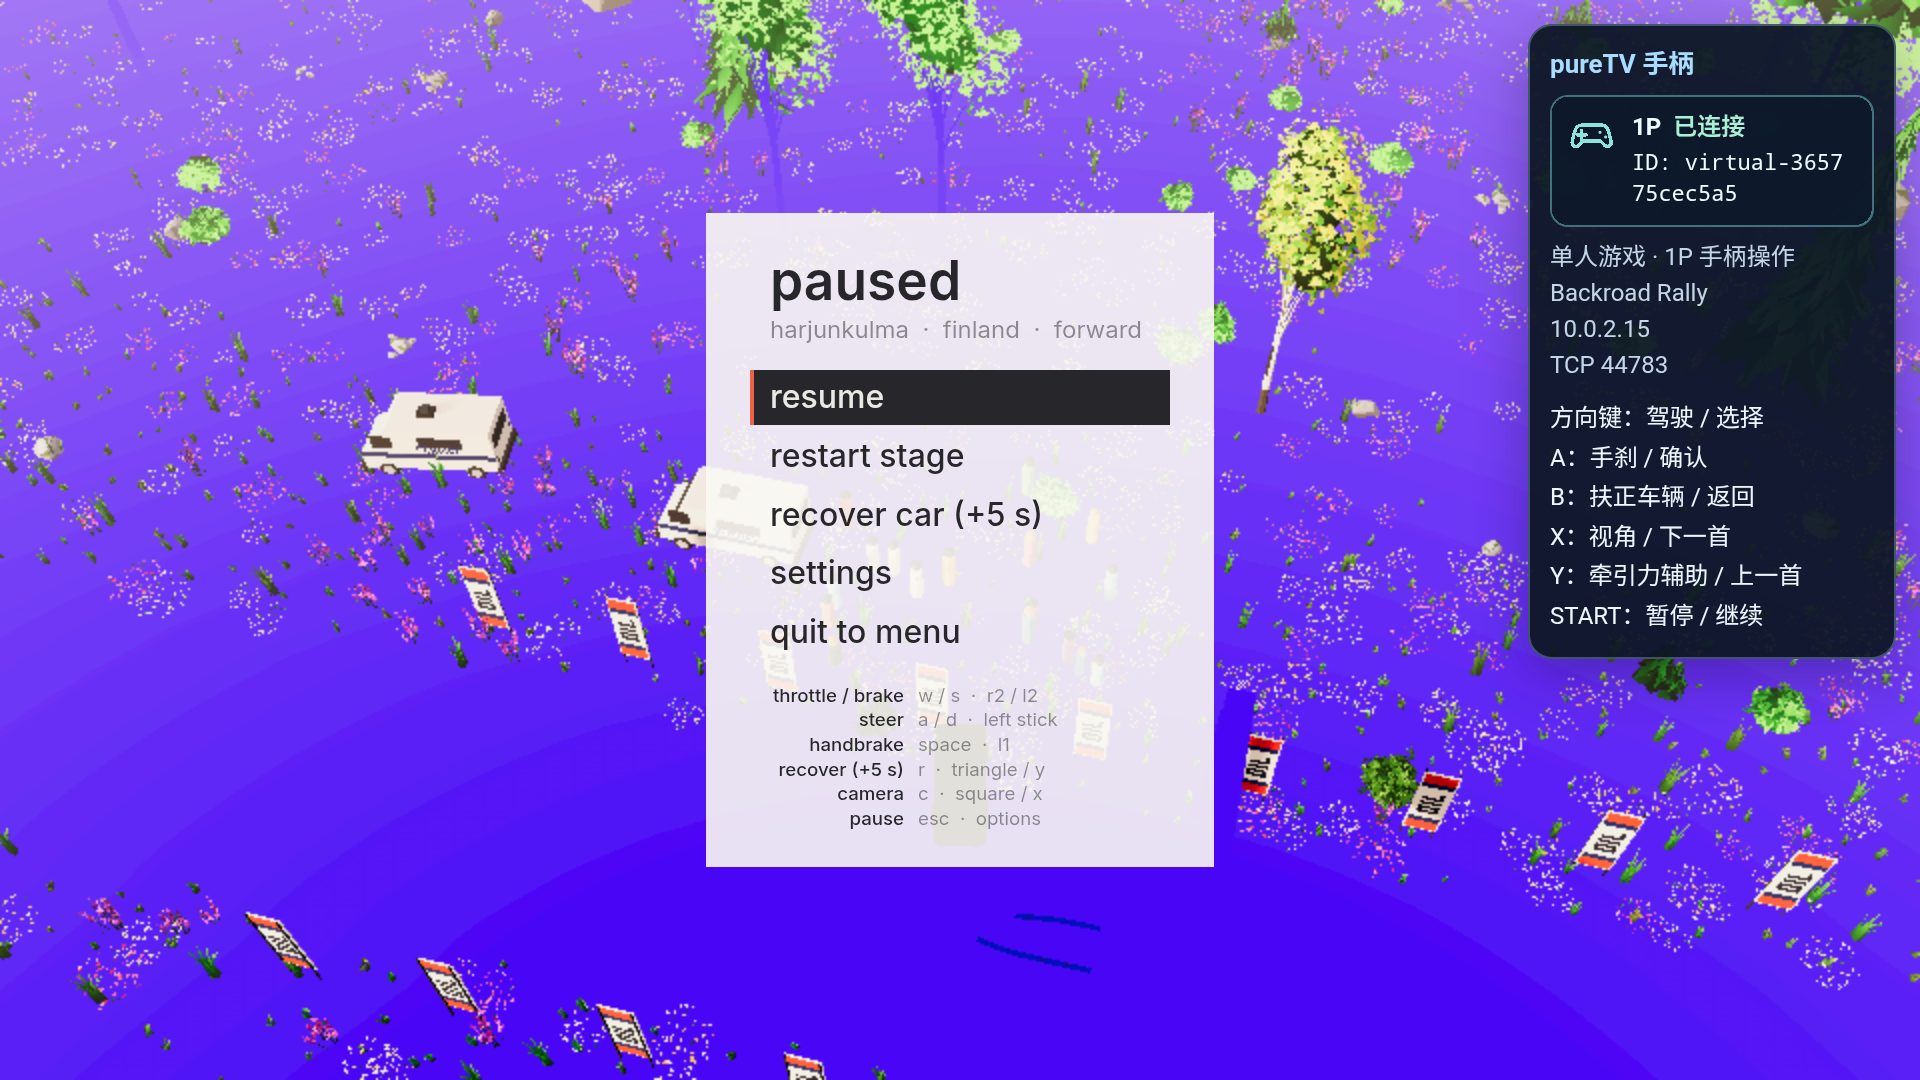 paused
harjunkulma · finland · forward
resume
restart stage
recover car (+5 s)
settings
quit to menu
throttle / brake w / s · r2 / l2
steer a / d · left stick
handbrake space · l1
recover (+5 s) r · triangle / y
camera c · square / x
pause esc · options
pureTV 手柄
1P 已连接
ID: virtual-3657
75cec5a5
单人游戏 · 1P 手柄操作
Backroad Rally
10.0.2.15
TCP 44783
方向键：驾驶 / 选择
A：手刹 / 确认
B：扶正车辆 / 返回
X：视角 / 下一首
Y：牵引力辅助 / 上一首
START：暂停 / 继续